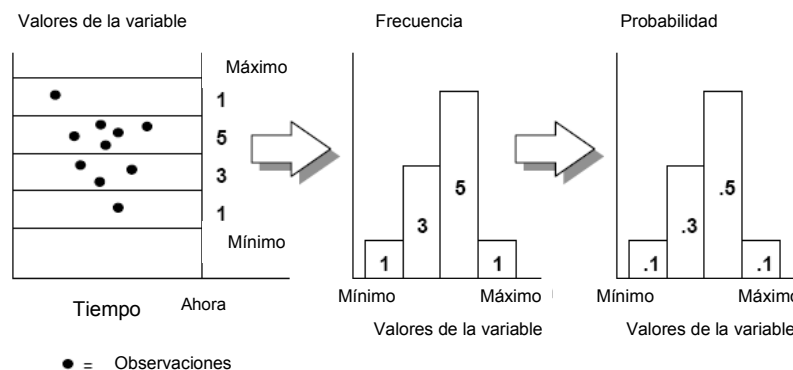 Valores de la variable
Frecuencia
Probabilidad
Máximo
1
5
3
1
Mínimo
Tiempo
Ahora
● = Observaciones
1
3
5
1
Mínimo
Máximo
Valores de la variable
.1
.3
.5
.1
Mínimo
Máximo
Valores de la variable